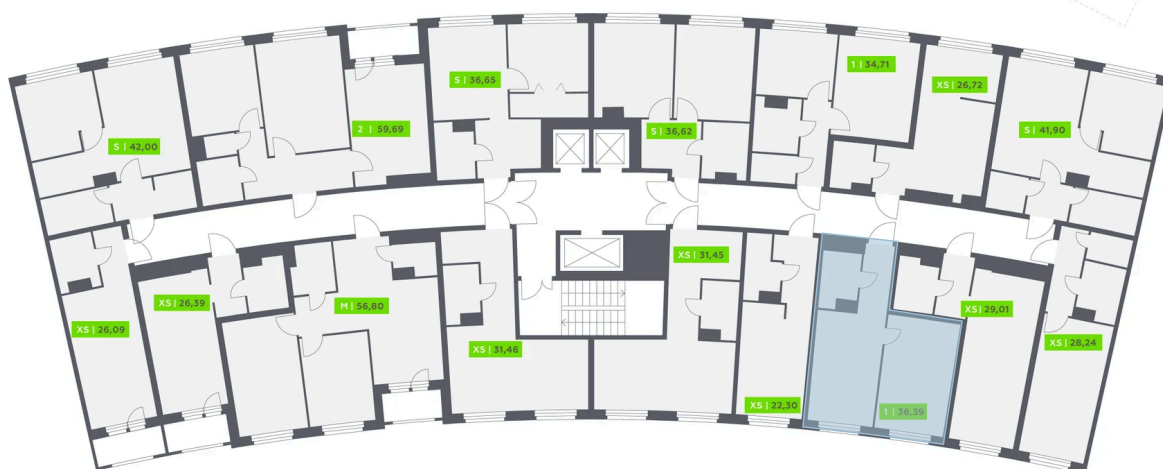 S | 36,65
1 | 34,71
XS | 26,72
2 | 59,69
S | 36,62
S | 41,90
S | 42,00
XS | 31,45
XS | 26,39
M | 56,80
XS | 29,01
XS | 26,09
XS | 28,24
XS | 31,46
XS | 22,30
1 | 36,39